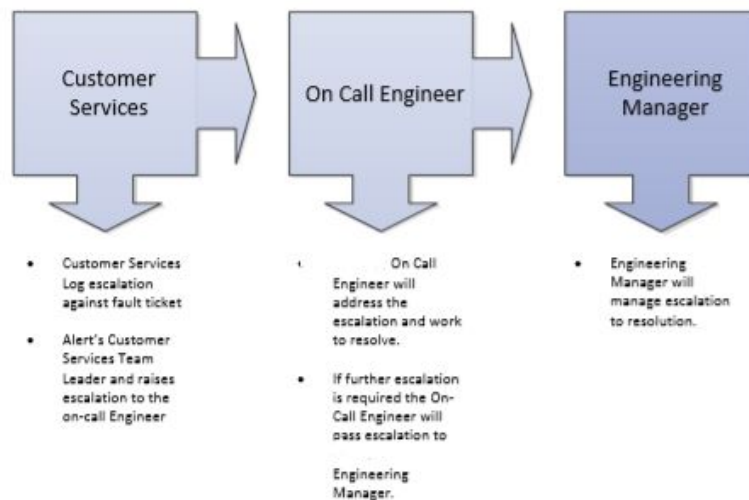 Customer
Services
On Call Engineer
Engineering
Manager
• Customer Services
Log escalation
against fault ticket
• Alert's Customer
Services Team
Leader and raises
escalation to the
on-call Engineer
On Call
Engineer will
address the
escalation and work
to resolve.
• If further escalation
is required the On-
Call Engineer will
pass escalation to
Engineering
Manager.
• Engineering
Manager will
manage escalation
to resolution.